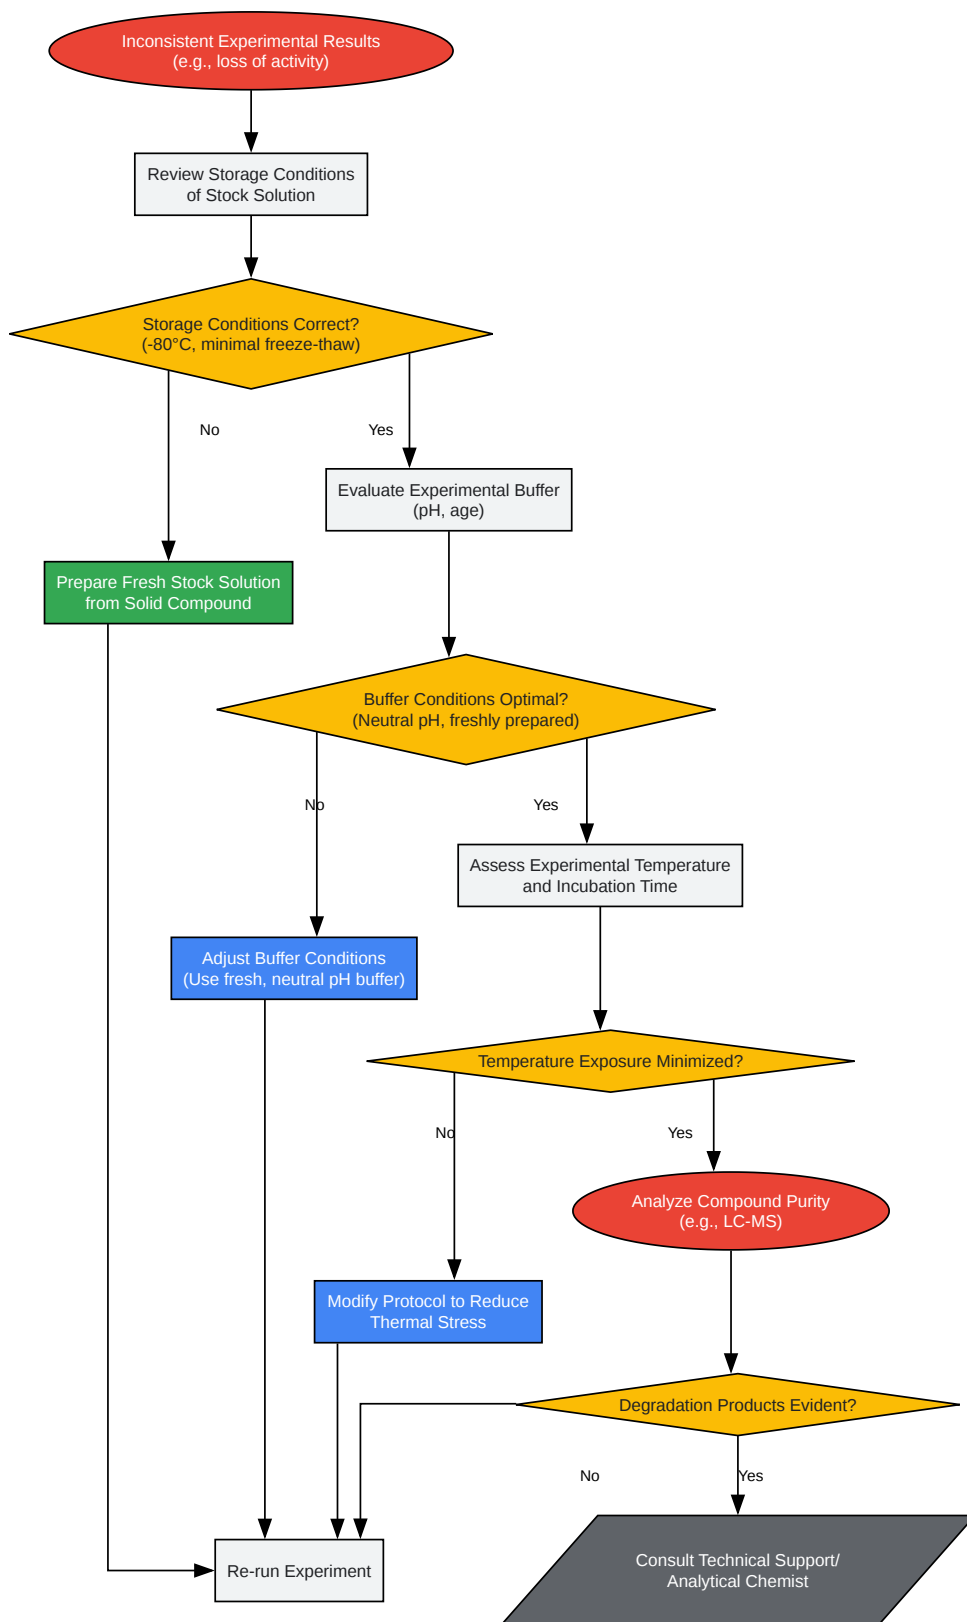 Inconsistent Experimental Results
(e.g., loss of activity)
Review Storage Conditions
of Stock Solution
Storage Conditions Correct?
(-80°C, minimal freeze-thaw)
No
Yes
Evaluate Experimental Buffer
(pH, age)
Prepare Fresh Stock Solution
from Solid Compound
Buffer Conditions Optimal?
(Neutral pH, freshly prepared)
No
Yes
Assess Experimental Temperature
and Incubation Time
Adjust Buffer Conditions
(Use fresh, neutral pH buffer)
Temperature Exposure Minimized?
No
Yes
Analyze Compound Purity
(e.g., LC-MS)
Modify Protocol to Reduce
Thermal Stress
Degradation Products Evident?
No
Yes
Re-run Experiment
Consult Technical Support/
Analytical Chemist